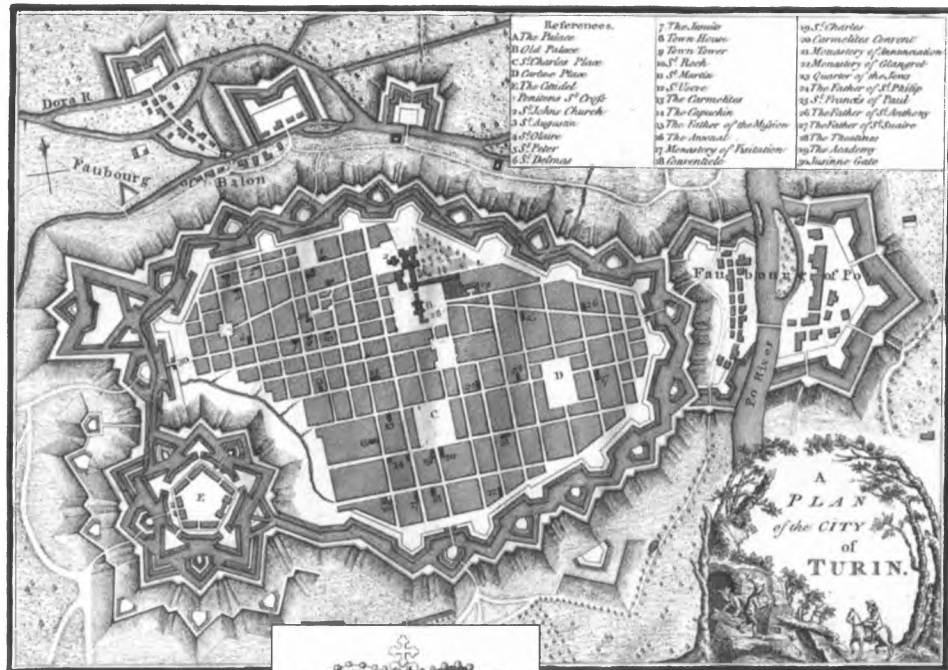 References.
A The Palace
B Old Palace
C St. Charles Place
D Carine Place
E The Citadel
1 Penitens St. Cross
2 St. Johns Church
3 St. Augustin
4 St. Claire
5 St. Peter
6 St. Delmas
7 The Jesuits
8 Town House
9 Town Tower
10 St. Roch
11 St. Martin
12 St. Useve
13 The Carmelites
14 The Capuchin
15 The Father of the Mission
16 The Arsenal
17 Monastery of Visitation
18 Conventicle
19 St. Charles
20 Carmelites Convent
21 Monastery of Annunciation
22 Monastery of
23 Quarter of the Jews
24 The Father of St. Philip
25 St. Francis of Paul
26 The Father of St. Anthony
27 The Father of St. Suaire
28 The Theatines
29 The Academy
30 Susinne Gate
Dora R.
Faubourg of Balon
Faubourg of Po
Po River
B
D
C
E
A
PLAN
of the CITY
of
TURIN.